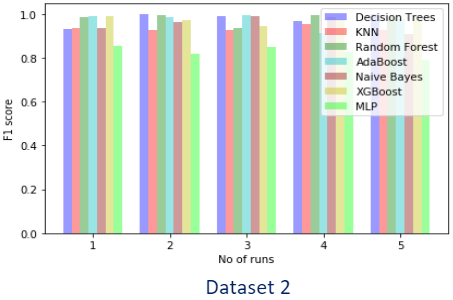 1.0
0.8
0.6
0.4
0.2
0.0
F1 score
1
2
3
4
5
No of runs
Decision Trees
KNN
Random Forest
AdaBoost
Naive Bayes
XGBoost
MLP
Dataset 2